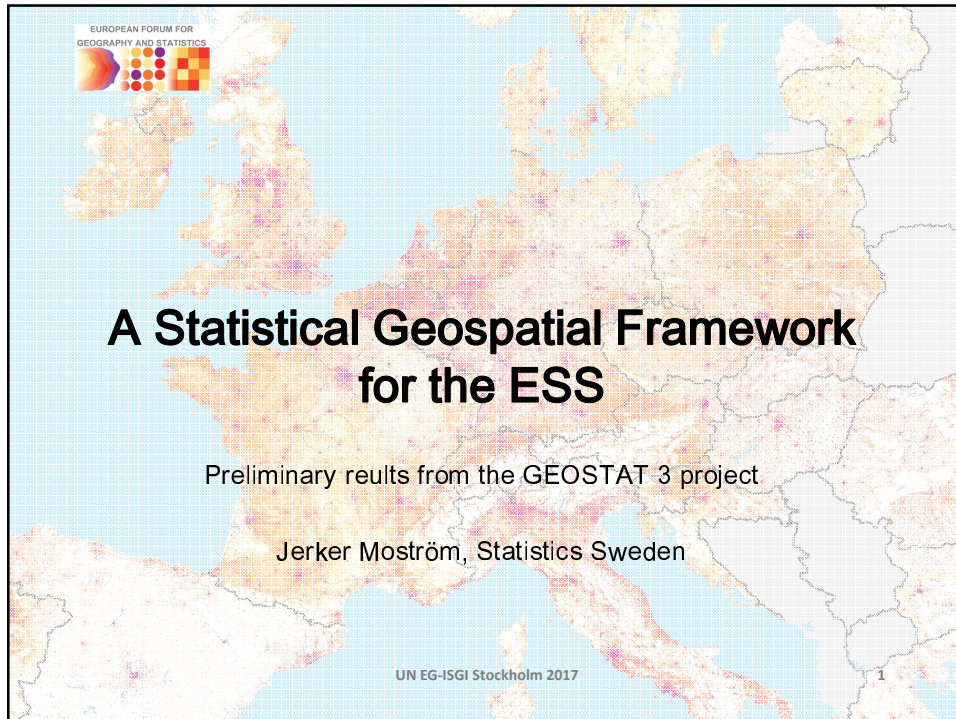 EUROPEAN FORUM FOR
GEOGRAPHY AND STATISTICS
A Statistical Geospatial Framework
for the ESS
Preliminary reults from the GEOSTAT 3 project
Jerker Moström, Statistics Sweden
UN EG-ISGI Stockholm 2017
1